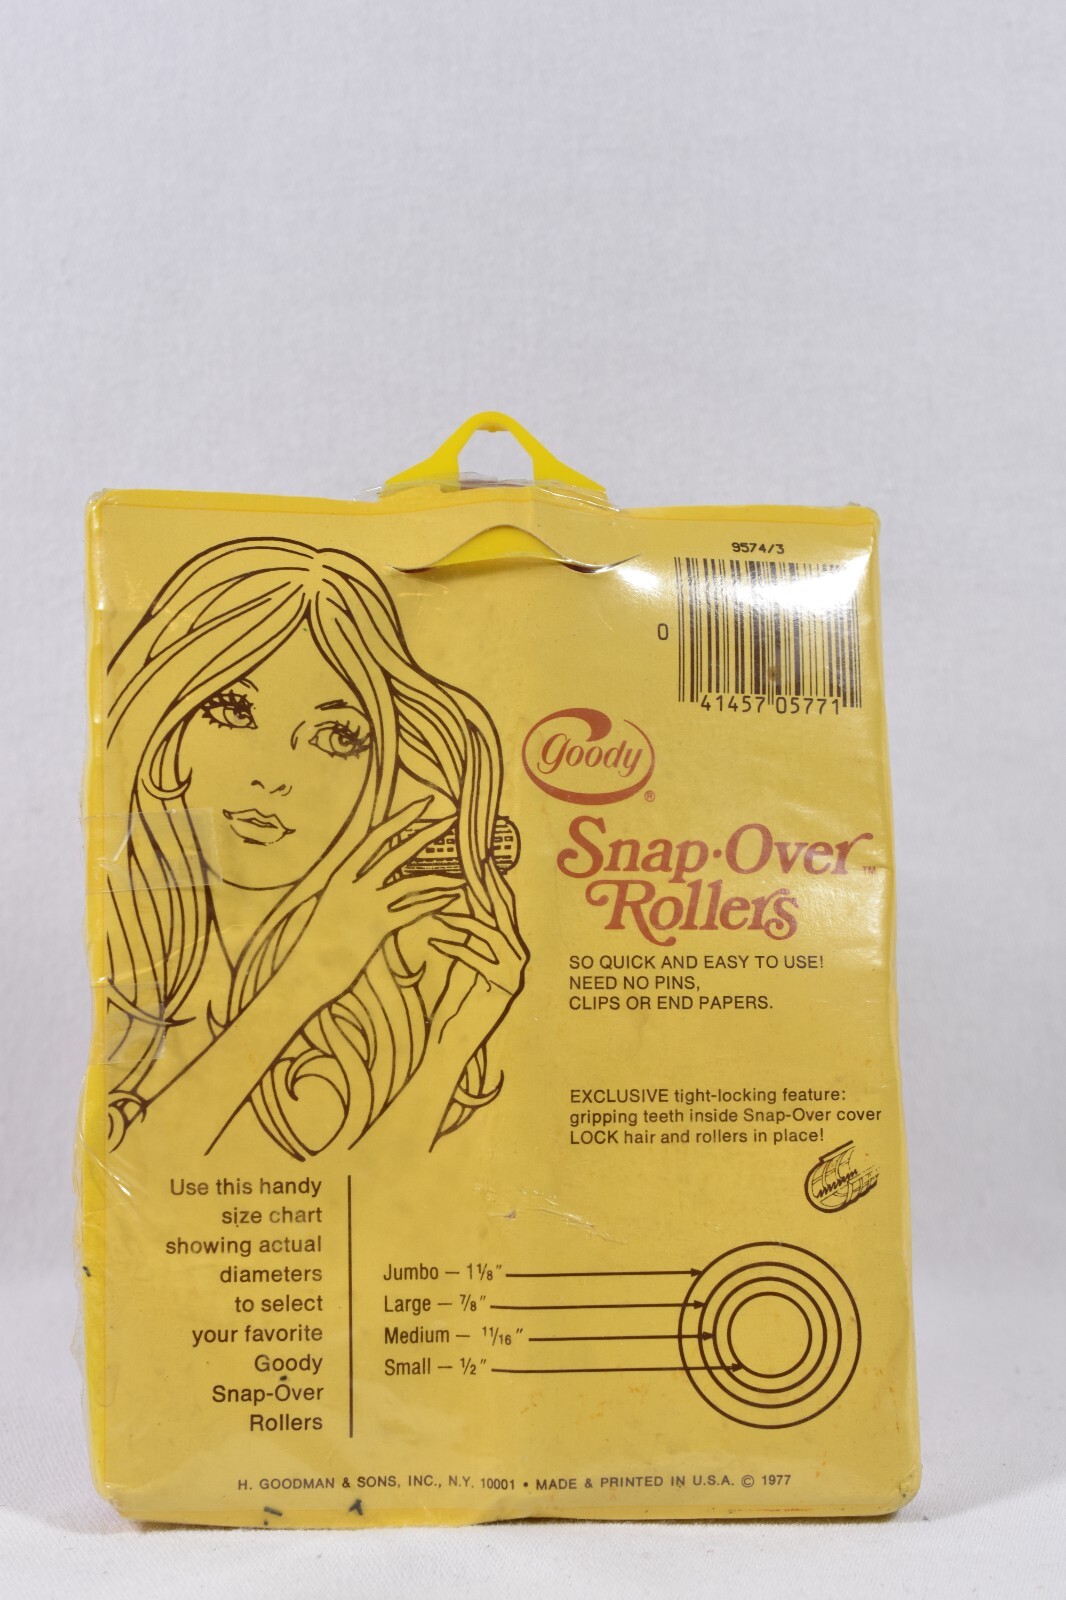 9574/3
0
41457 05771
Goody®
Snap·Over™
Rollers
SO QUICK AND EASY TO USE!
NEED NO PINS,
CLIPS OR END PAPERS.
EXCLUSIVE tight-locking feature:
gripping teeth inside Snap-Over cover
LOCK hair and rollers in place!
Use this handy
size chart
showing actual
diameters
to select
your favorite
Goody
Snap-Over
Rollers
Jumbo — 1 1/8"
Large — 7/8"
Medium — 11/16"
Small — 1/2"
H. GOODMAN & SONS, INC., N.Y. 10001 • MADE & PRINTED IN U.S.A. © 1977